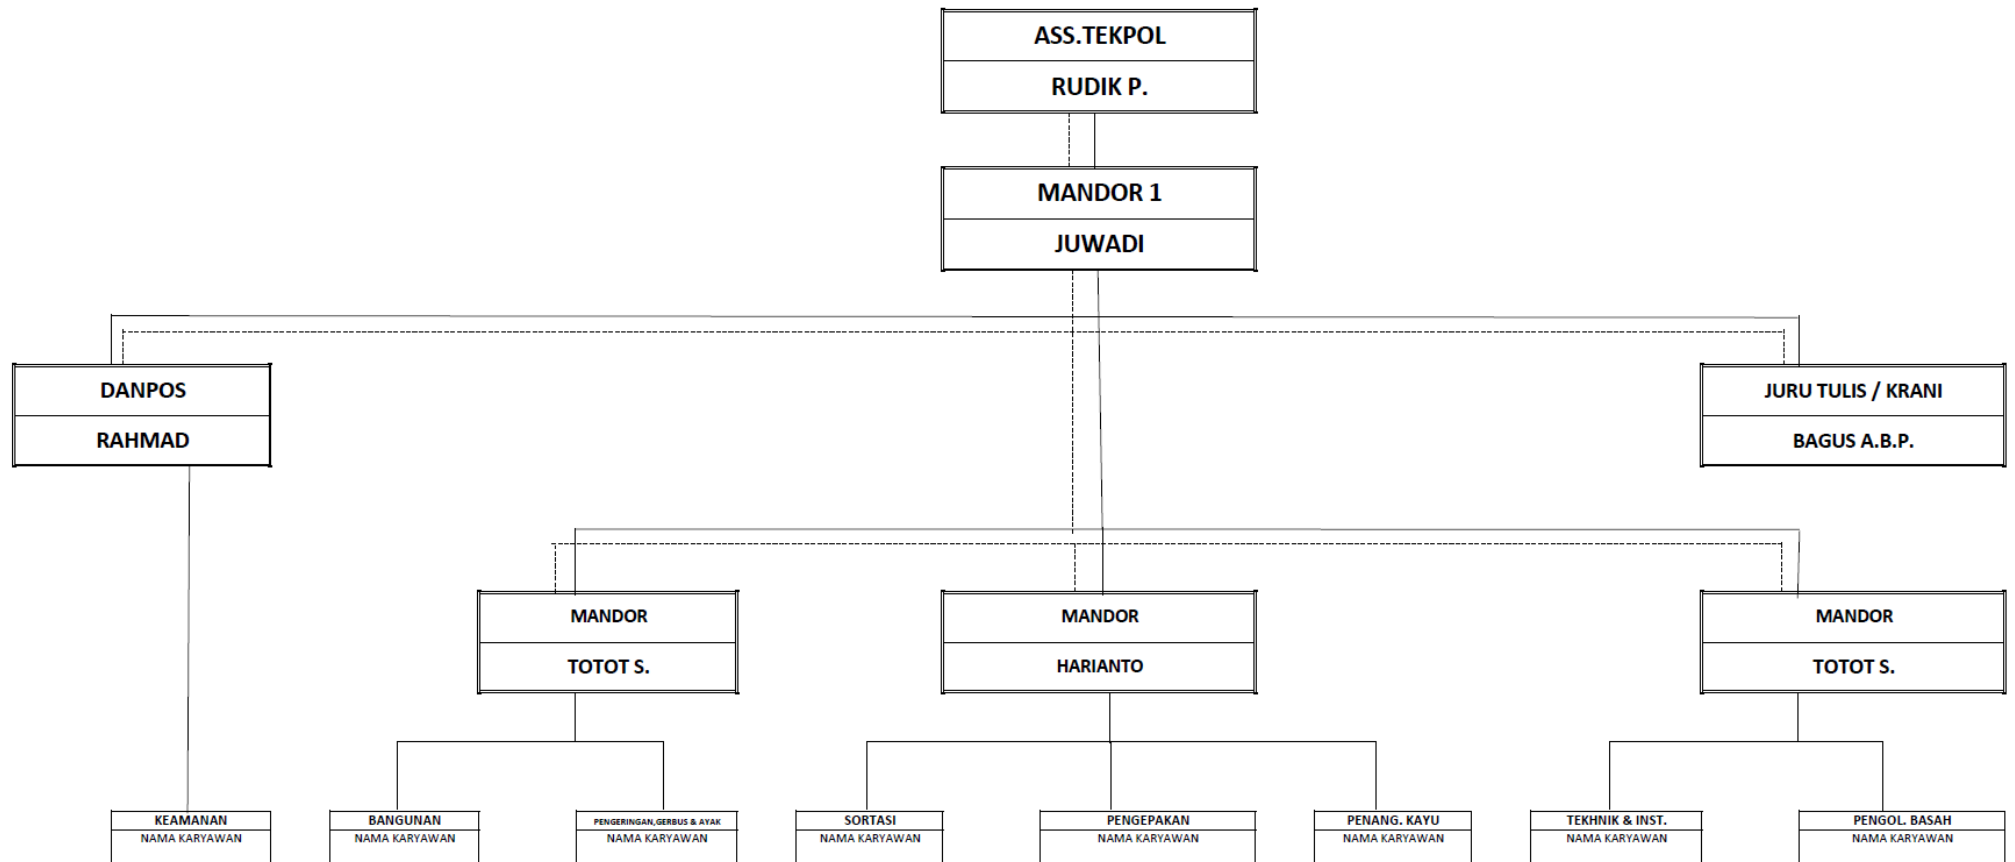 ASS.TEKPOL
RUDIK P.
MANDOR 1
JUWADI
DANPOS
RAHMAD
JURU TULIS / KRANI
BAGUS A.B.P.
MANDOR
TOTOT S.
MANDOR
HARIANTO
MANDOR
TOTOT S.
KEAMANAN
NAMA KARYAWAN
BANGUNAN
NAMA KARYAWAN
PENGERINGAN,GERBUS & AYAK
NAMA KARYAWAN
SORTASI
NAMA KARYAWAN
PENGEPAKAN
NAMA KARYAWAN
PENANG. KAYU
NAMA KARYAWAN
TEKHNIK & INST.
NAMA KARYAWAN
PENGOL. BASAH
NAMA KARYAWAN